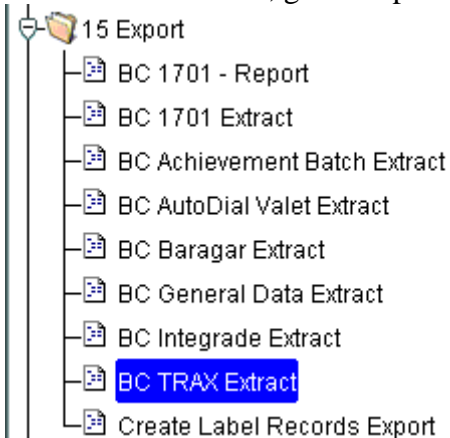 15 Export
BC 1701 - Report
BC 1701 Extract
BC Achievement Batch Extract
BC AutoDial Valet Extract
BC Baragar Extract
BC General Data Extract
BC Integrade Extract
BC TRAX Extract
Create Label Records Export